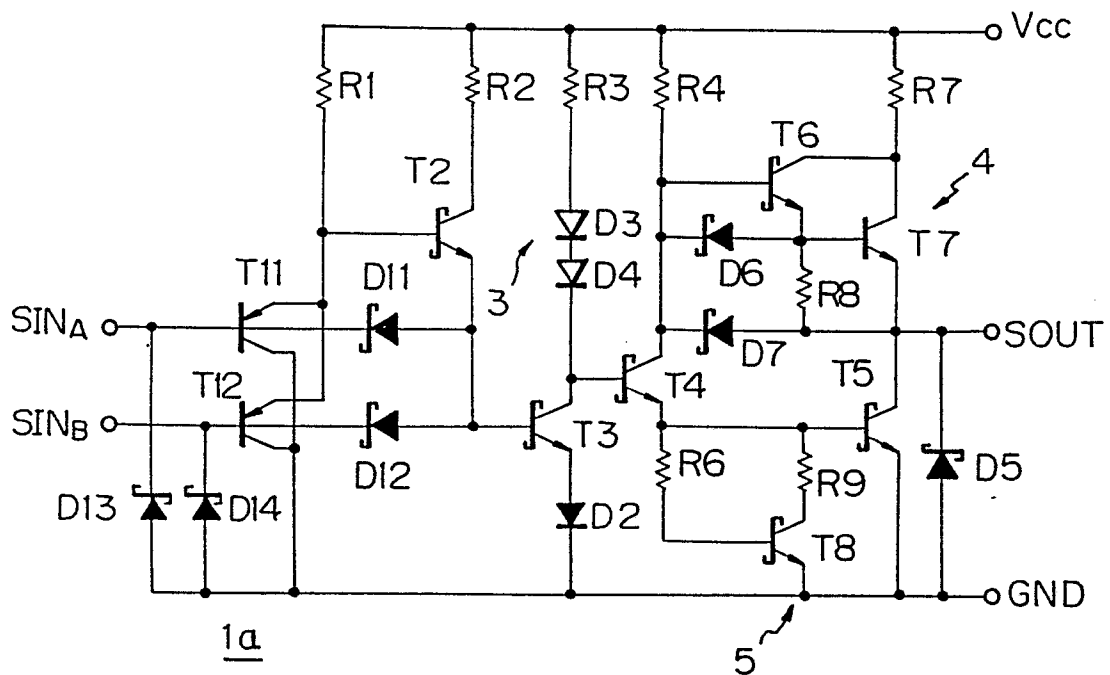 Vcc
R1
R2
R3
R4
R7
T6
T2
4
D3
T7
D6
T11
D11
D4
3
R8
SINA
SOUT
D7
T12
T4
T5
SINB
T3
D12
R6
R9
D5
D13
D14
D2
T8
GND
1a
5